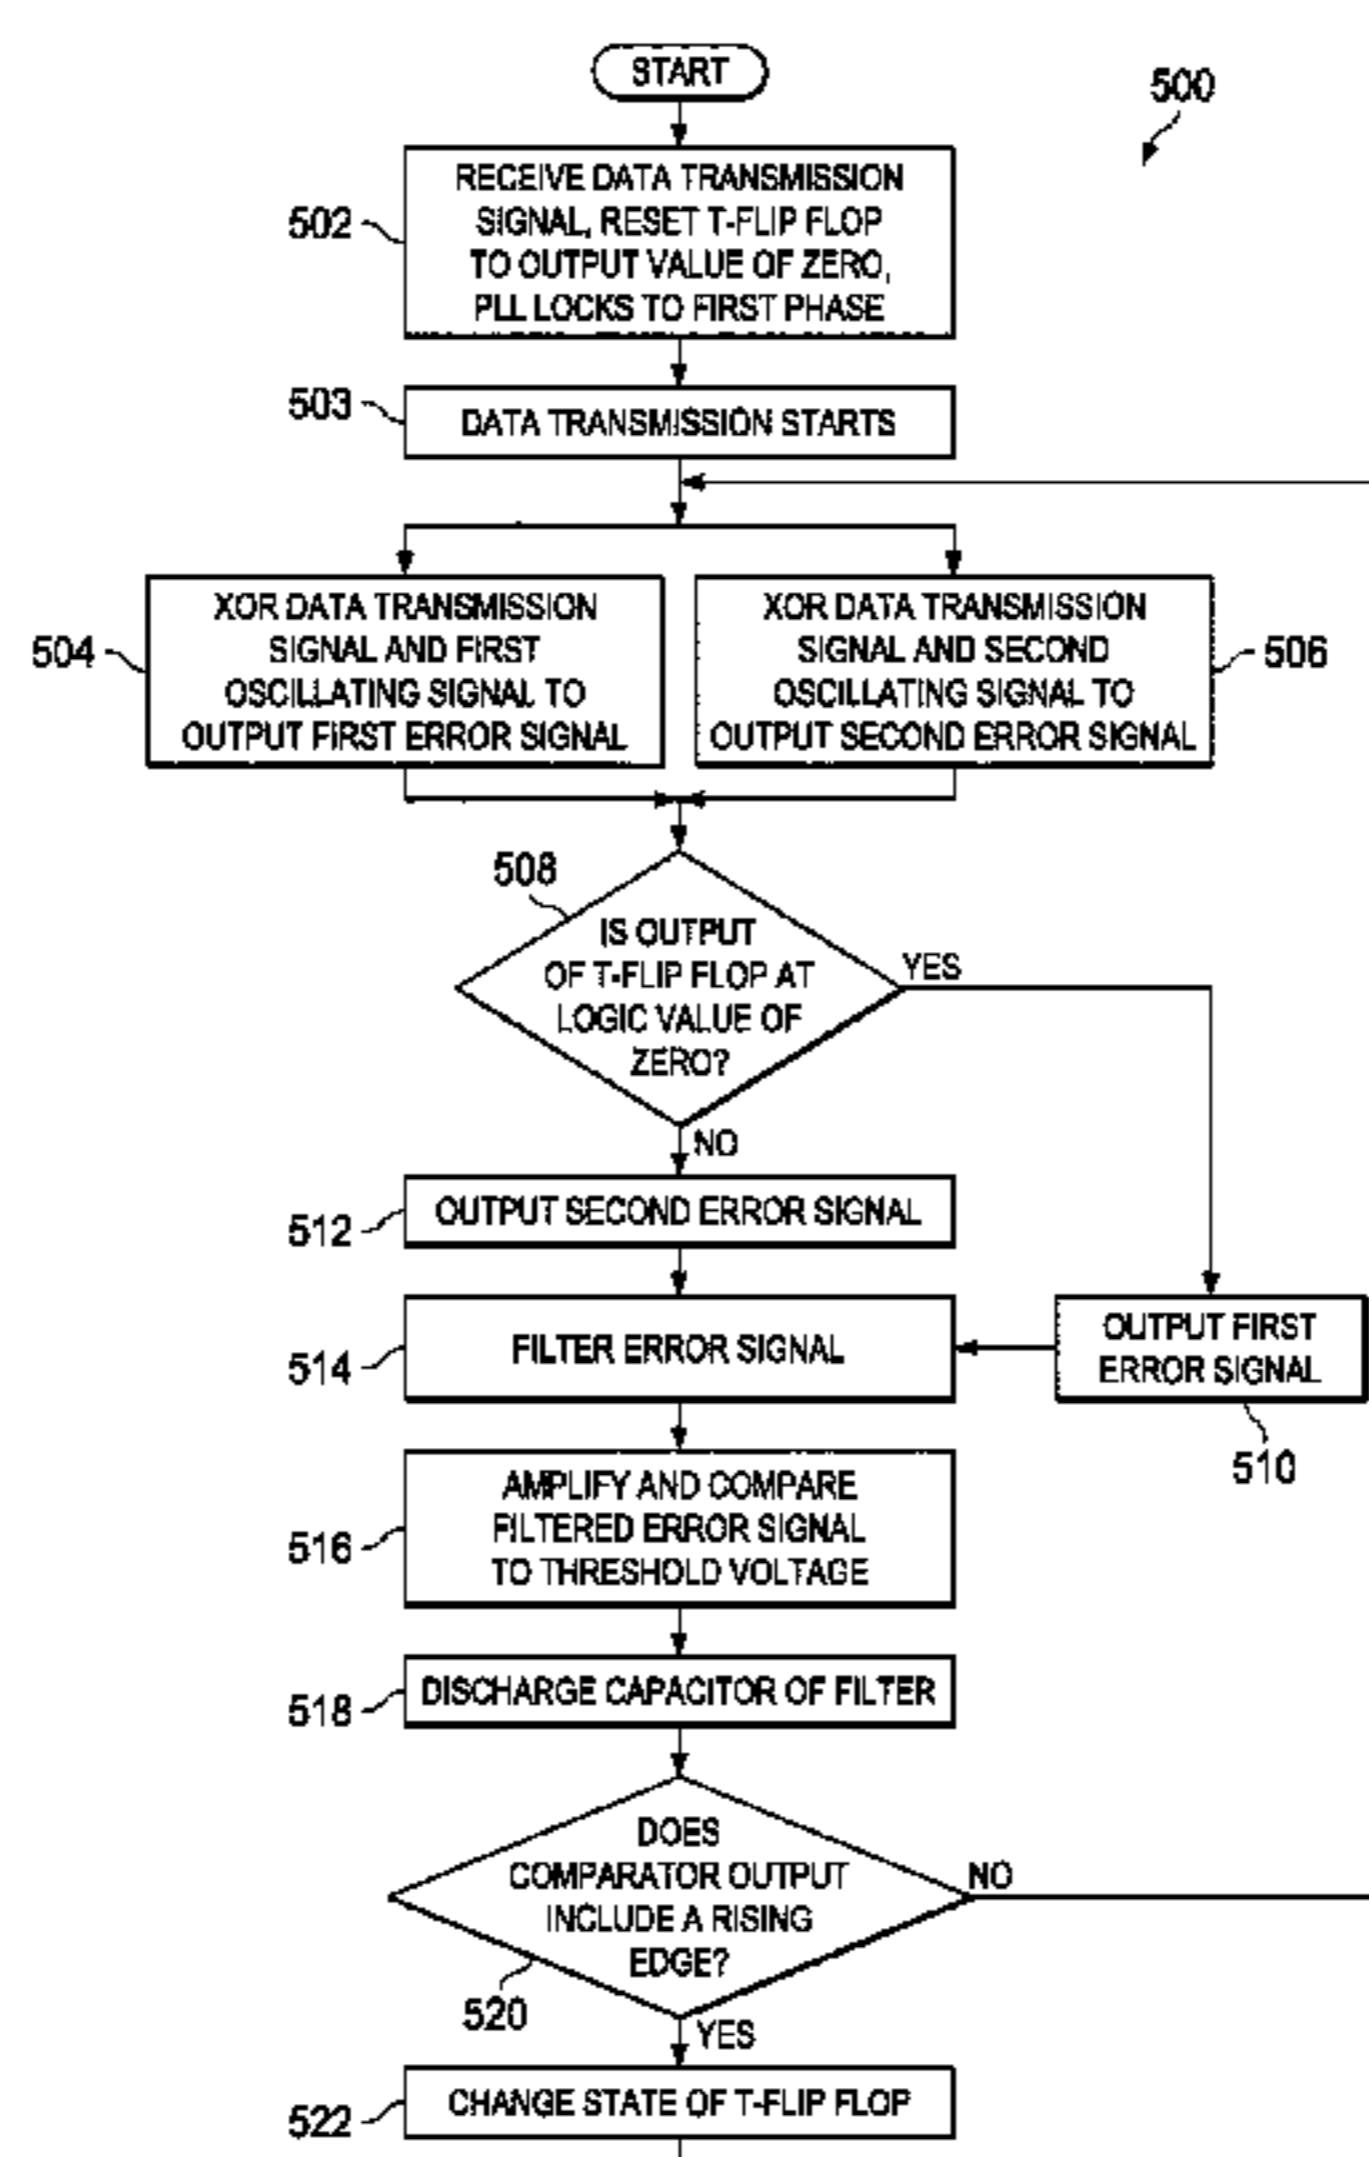 START
500
RECEIVE DATA TRANSMISSION
SIGNAL, RESET T-FLIP FLOP
TO OUTPUT VALUE OF ZERO,
PLL LOCKS TO FIRST PHASE
502
503
DATA TRANSMISSION STARTS
XOR DATA TRANSMISSION
SIGNAL AND FIRST
OSCILLATING SIGNAL TO
OUTPUT FIRST ERROR SIGNAL
504
XOR DATA TRANSMISSION
SIGNAL AND SECOND
OSCILLATING SIGNAL TO
OUTPUT SECOND ERROR SIGNAL
506
508
IS OUTPUT
OF T-FLIP FLOP AT
LOGIC VALUE OF
ZERO?
YES
NO
512
OUTPUT SECOND ERROR SIGNAL
514
FILTER ERROR SIGNAL
OUTPUT FIRST
ERROR SIGNAL
510
516
AMPLIFY AND COMPARE
FILTERED ERROR SIGNAL
TO THRESHOLD VOLTAGE
518
DISCHARGE CAPACITOR OF FILTER
DOES
COMPARATOR OUTPUT
INCLUDE A RISING
EDGE?
NO
520
YES
522
CHANGE STATE OF T-FLIP FLOP